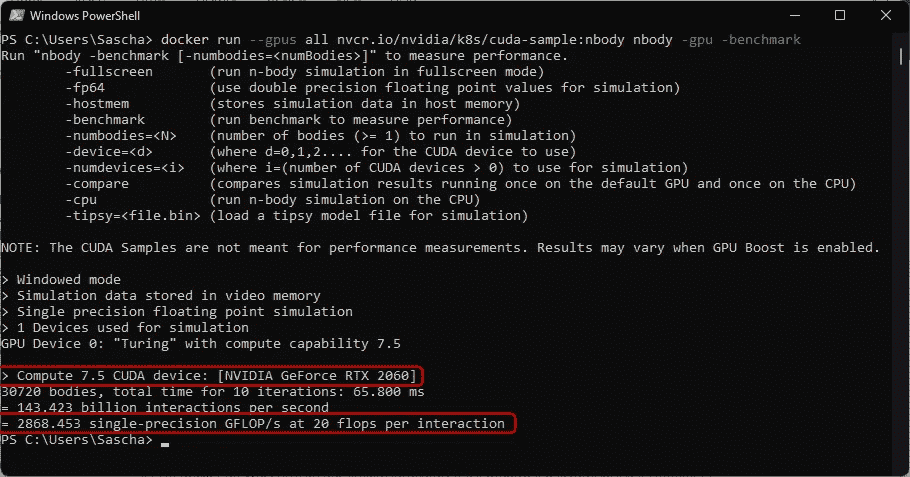 Windows PowerShell
PS C:\Users\Sascha> docker run --gpus all nvcr.io/nvidia/k8s/cuda-sample:nbody nbody -gpu -benchmark
Run "nbody -benchmark [-numbodies=<numBodies>]" to measure performance.
-fullscreen (run n-body simulation in fullscreen mode)
-fp64 (use double precision floating point values for simulation)
-hostmem (stores simulation data in host memory)
-benchmark (run benchmark to measure performance)
-numbodies=<N> (number of bodies (>= 1) to run in simulation)
-device=<d> (where d=0,1,2.... for the CUDA device to use)
-numdevices=<i> (where i=(number of CUDA devices > 0) to use for simulation)
-compare (compares simulation results running once on the default GPU and once on the CPU)
-cpu (run n-body simulation on the CPU)
-tipsy=<file.bin> (load a tipsy model file for simulation)
NOTE: The CUDA Samples are not meant for performance measurements. Results may vary when GPU Boost is enabled.
> Windowed mode
> Simulation data stored in video memory
> Single precision floating point simulation
> 1 Devices used for simulation
GPU Device 0: "Turing" with compute capability 7.5
> Compute 7.5 CUDA device: [NVIDIA GeForce RTX 2060]
30720 bodies, total time for 10 iterations: 65.800 ms
= 143.423 billion interactions per second
= 2868.453 single-precision GFLOP/s at 20 flops per interaction
PS C:\Users\Sascha>